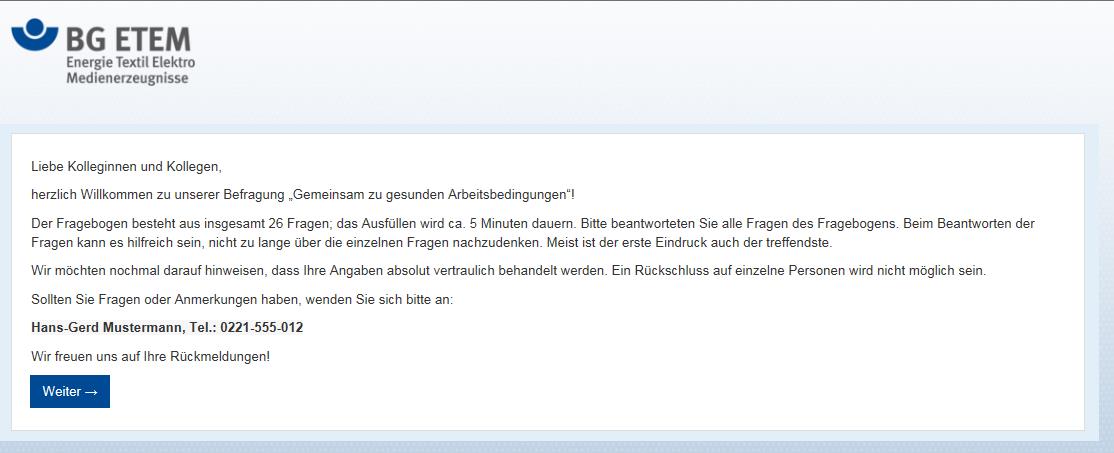 BG ETEM
Energie Textil Elektro
Medienerzeugnisse
Liebe Kolleginnen und Kollegen,
herzlich Willkommen zu unserer Befragung „Gemeinsam zu gesunden Arbeitsbedingungen“!
Der Fragebogen besteht aus insgesamt 26 Fragen; das Ausfüllen wird ca. 5 Minuten dauern. Bitte beantworteten Sie alle Fragen des Fragebogens. Beim Beantworten der
Fragen kann es hilfreich sein, nicht zu lange über die einzelnen Fragen nachzudenken. Meist ist der erste Eindruck auch der treffendste.
Wir möchten nochmal darauf hinweisen, dass Ihre Angaben absolut vertraulich behandelt werden. Ein Rückschluss auf einzelne Personen wird nicht möglich sein.
Sollten Sie Fragen oder Anmerkungen haben, wenden Sie sich bitte an:
Hans-Gerd Mustermann, Tel.: 0221-555-012
Wir freuen uns auf Ihre Rückmeldungen!
Weiter →